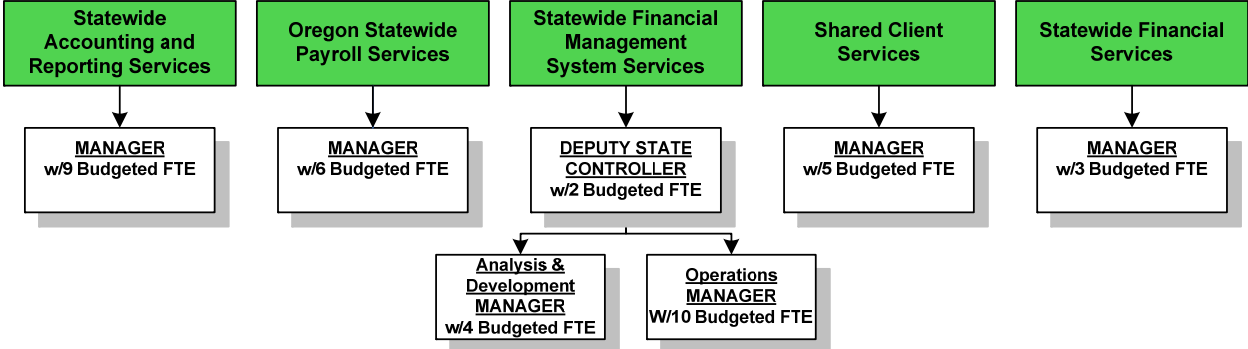 Statewide
Accounting and
Reporting Services
Oregon Statewide
Payroll Services
Statewide Financial
Management
System Services
Shared Client
Services
Statewide Financial
Services
MANAGER
w/9 Budgeted FTE
MANAGER
w/6 Budgeted FTE
DEPUTY STATE
CONTROLLER
w/2 Budgeted FTE
MANAGER
w/5 Budgeted FTE
MANAGER
w/3 Budgeted FTE
Analysis &
Development
MANAGER
w/4 Budgeted FTE
Operations
MANAGER
W/10 Budgeted FTE